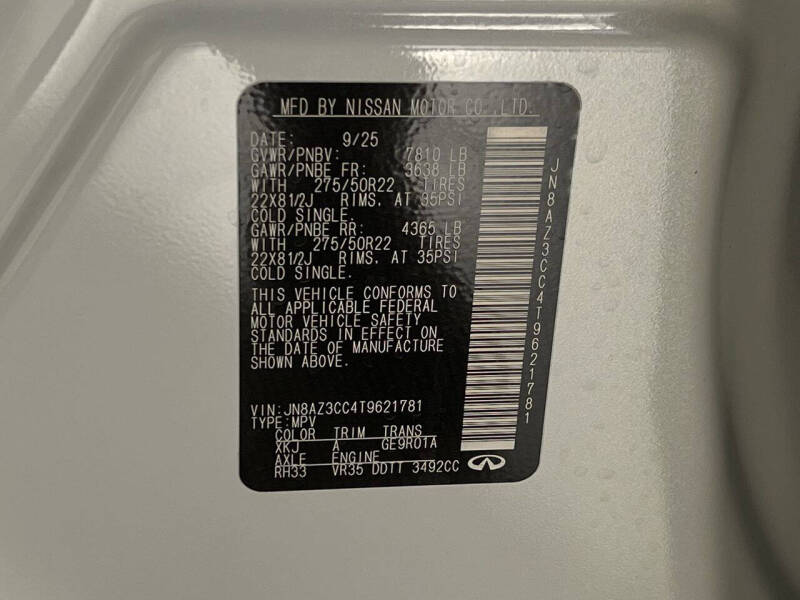 MFD BY NISSAN MOTOR CO.,LTD.
DATE: 9/25
GVWR/PNBV: 7810 LB
GAWR/PNBE FR: 3638 LB
WITH 275/50R22 TIRES
22X81/2J RIMS, AT 35PSI
COLD SINGLE.
GAWR/PNBE RR: 4365 LB
WITH 275/50R22 TIRES
22X81/2J RIMS. AT 35PSI
COLD SINGLE.
THIS VEHICLE CONFORMS TO
ALL APPLICABLE FEDERAL
MOTOR VEHICLE SAFETY
STANDARDS IN EFFECT ON
THE DATE OF MANUFACTURE
SHOWN ABOVE.
VIN:JN8AZ3CC4T9621781
TYPE:MPV
COLOR TRIM TRANS
XKJ A GE9R01A
AXLE ENGINE
RH33 VR35 DDTT 3492CC
JN8AZ3CC4T9621781